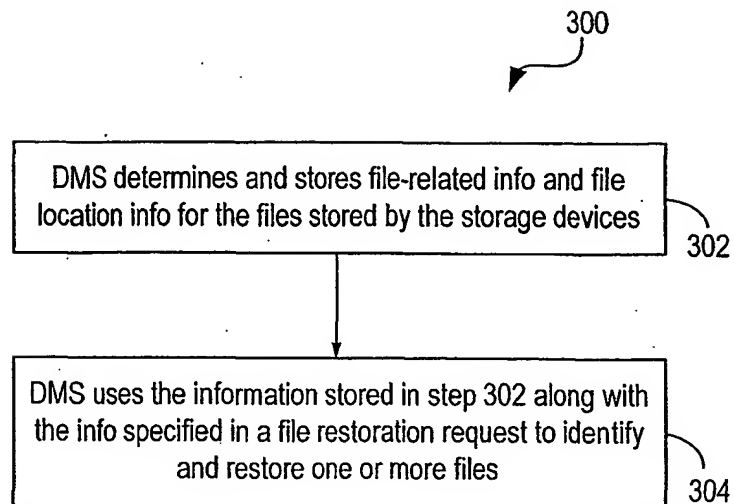 300
DMS determines and stores file-related info and file
location info for the files stored by the storage devices
302
DMS uses the information stored in step 302 along with
the info specified in a file restoration request to identify
and restore one or more files
304